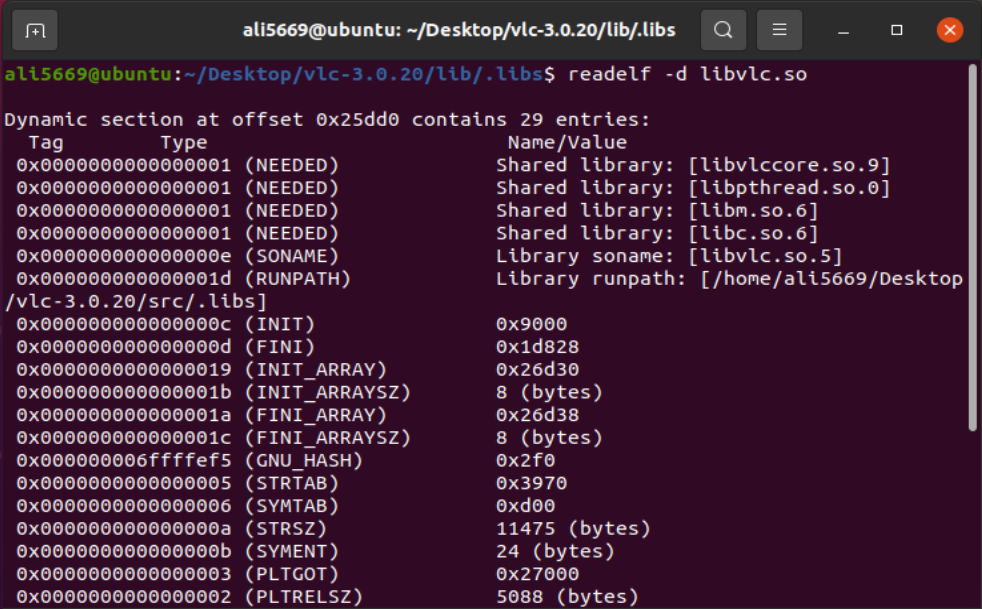 ali5669@ubuntu: ~/Desktop/vlc-3.0.20/lib/.libs
ali5669@ubuntu:~/Desktop/vlc-3.0.20/lib/.libs$ readelf -d libvlc.so
Dynamic section at offset 0x25dd0 contains 29 entries:
Tag Type Name/Value
0x0000000000000001 (NEEDED) Shared library: [libvlccore.so.9]
0x0000000000000001 (NEEDED) Shared library: [libpthread.so.0]
0x0000000000000001 (NEEDED) Shared library: [libm.so.6]
0x0000000000000001 (NEEDED) Shared library: [libc.so.6]
0x000000000000000e (SONAME) Library soname: [libvlc.so.5]
0x000000000000001d (RUNPATH) Library runpath: [/home/ali5669/Desktop
/vlc-3.0.20/src/.libs]
0x000000000000000c (INIT) 0x9000
0x000000000000000d (FINI) 0x1d828
0x0000000000000019 (INIT_ARRAY) 0x26d30
0x000000000000001b (INIT_ARRAYSZ) 8 (bytes)
0x000000000000001a (FINI_ARRAY) 0x26d38
0x000000000000001c (FINI_ARRAYSZ) 8 (bytes)
0x000000006ffffef5 (GNU_HASH) 0x2f0
0x0000000000000005 (STRTAB) 0x3970
0x0000000000000006 (SYMTAB) 0xd00
0x000000000000000a (STRSZ) 11475 (bytes)
0x000000000000000b (SYMENT) 24 (bytes)
0x0000000000000003 (PLTGOT) 0x27000
0x0000000000000002 (PLTRELSZ) 5088 (bytes)